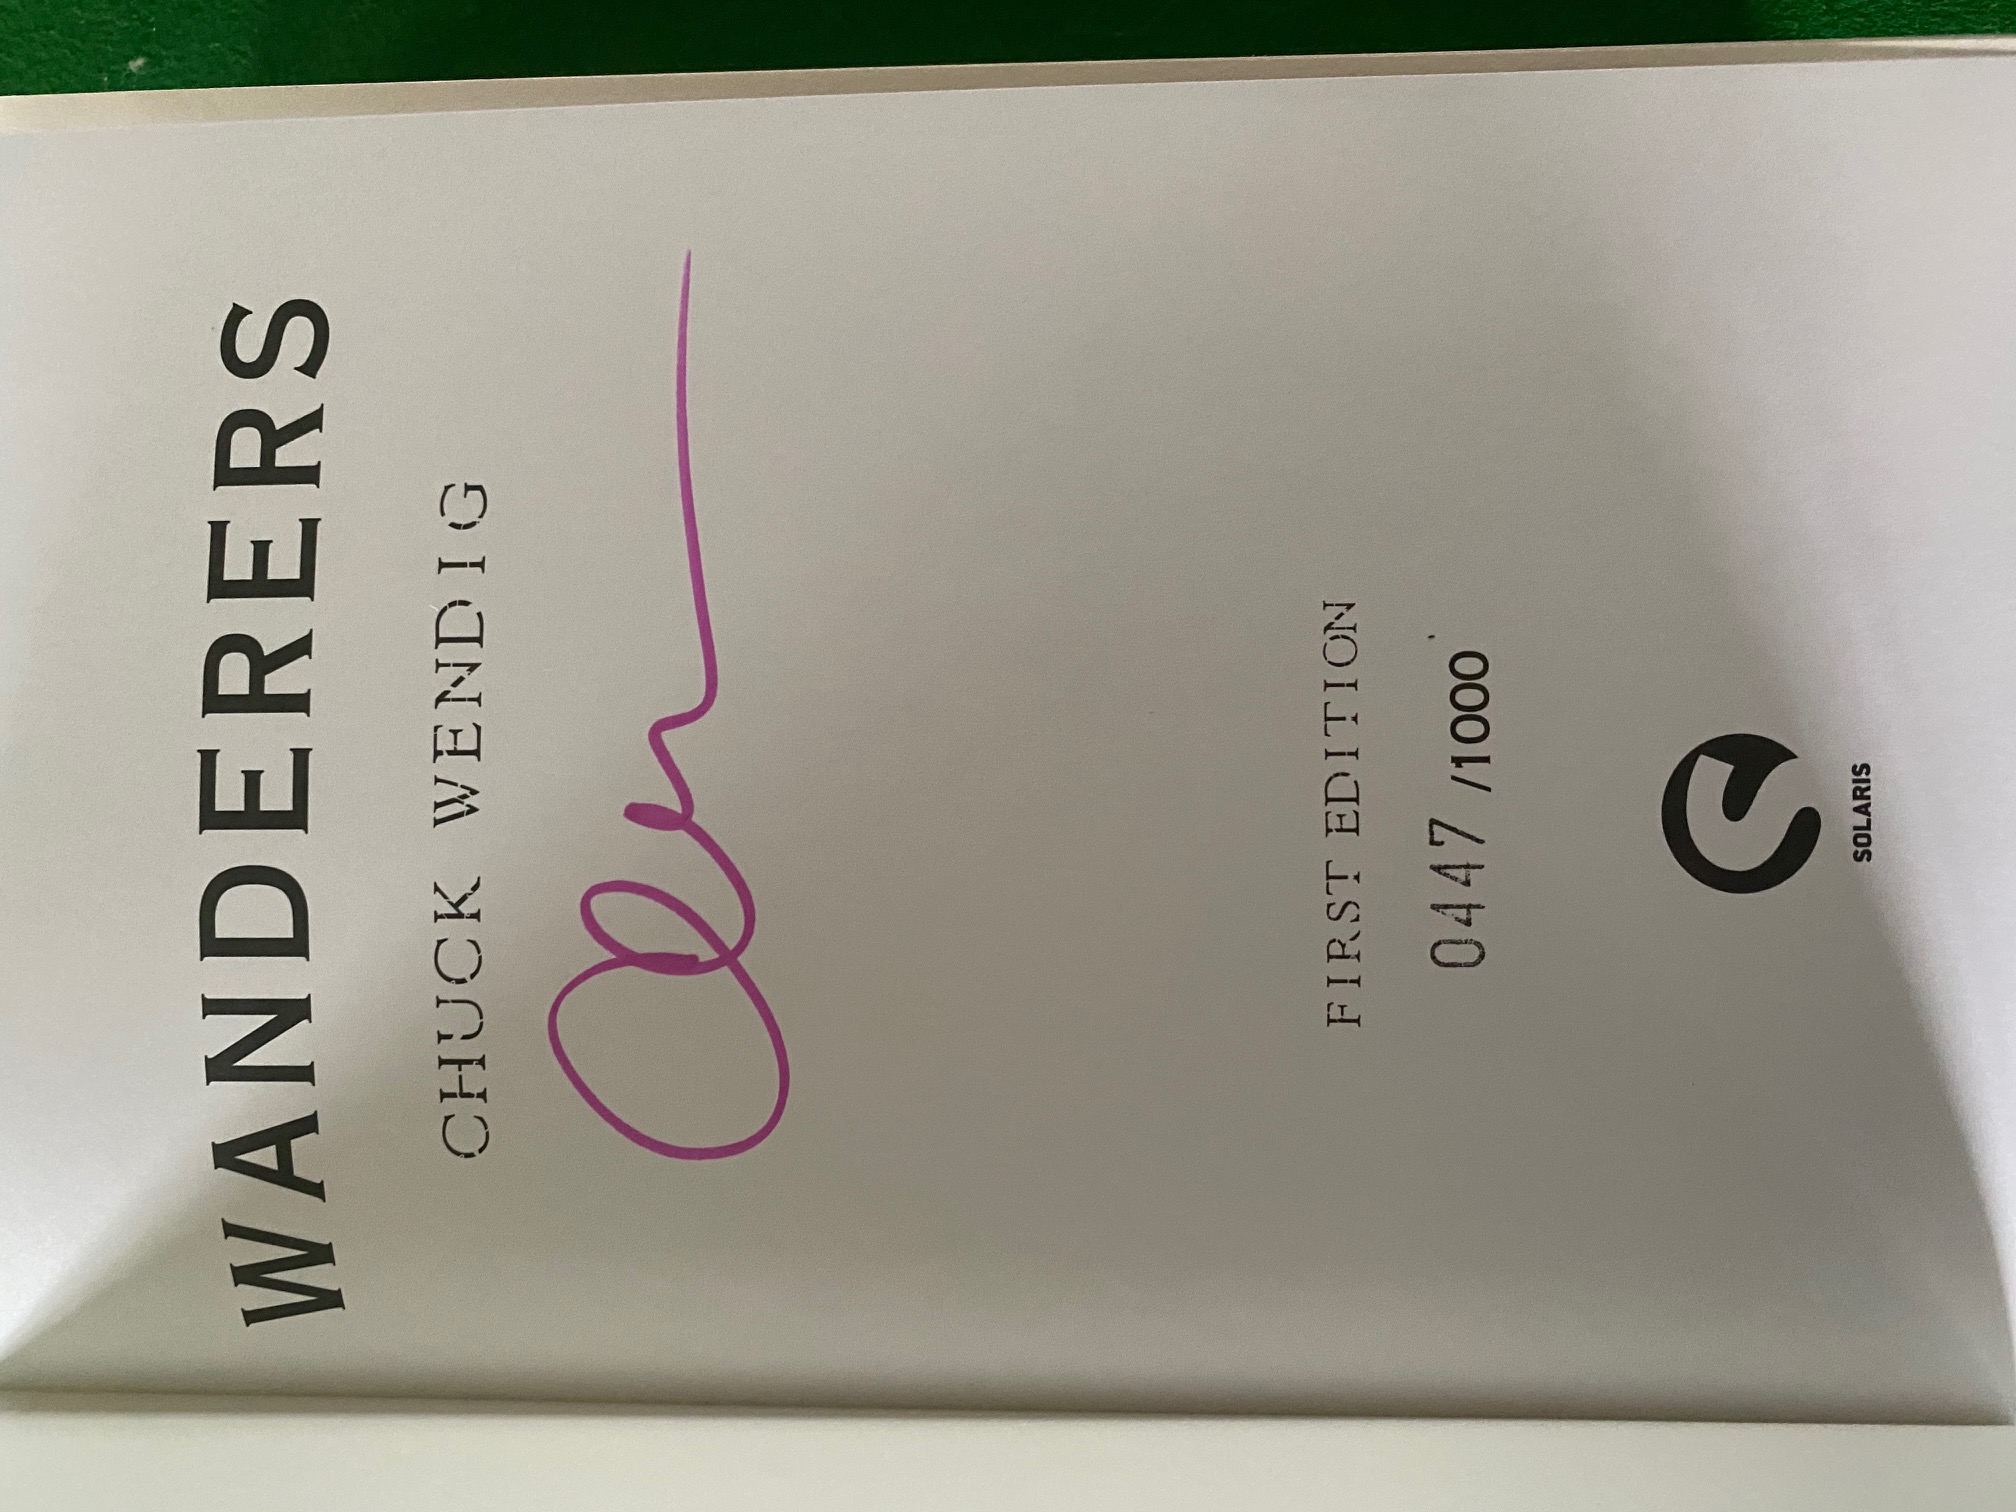 WANDERERS
CHUCK WENDIG
FIRST EDITION
0447 /1000
SOLARIS